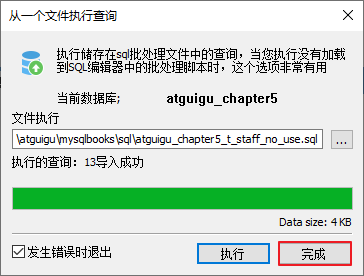 从一个文件执行查询
执行储存在sql批处理文件中的查询，当您执行没有加载
到SQL编辑器中的批处理脚本时，这个选项非常有用
当前数据库; atguigu_chapter5
文件执行
\atguigu\mysqlbooks\sql\atguigu_chapter5_t_staff_no_use.sql ...
执行的查询: 13导入成功
Data size: 4 KB
发生错误时退出 执行 完成